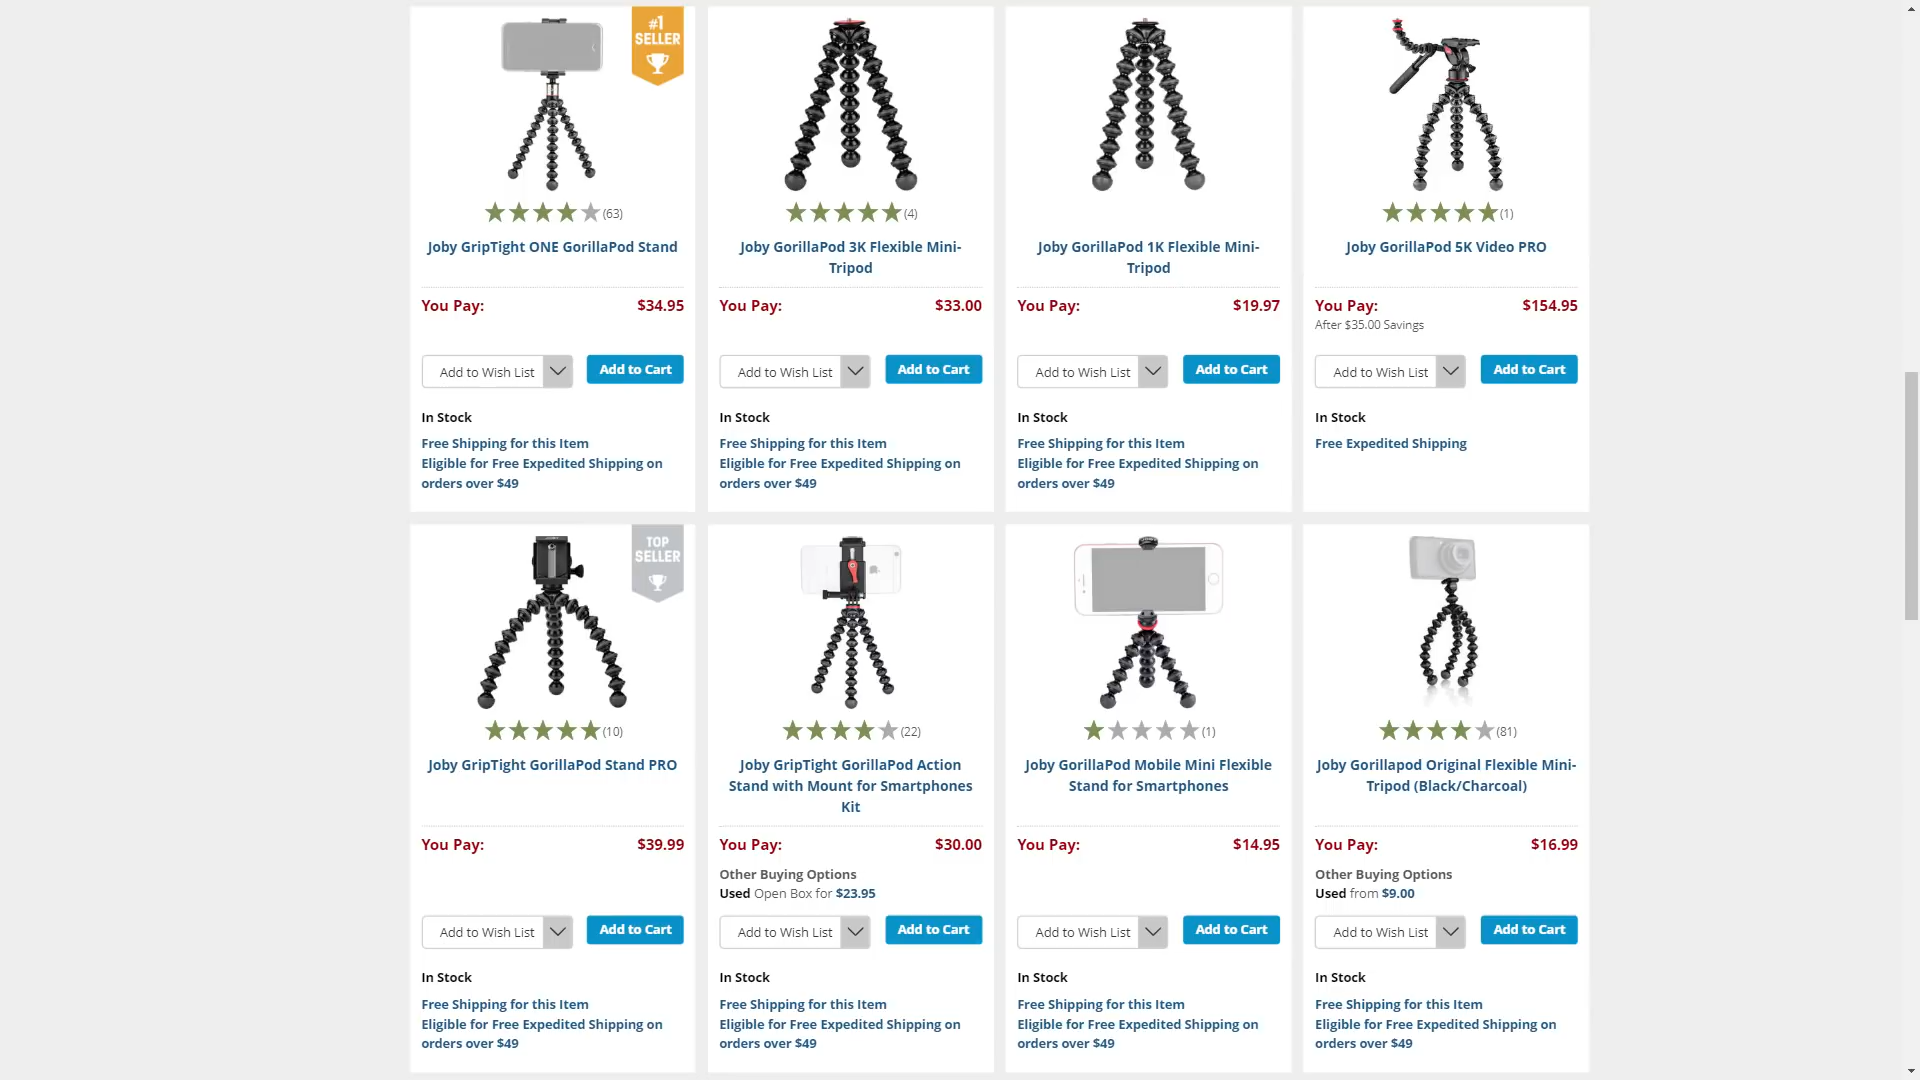 #1
SELLER
(63)
(4)
(1)
Joby GripTight ONE GorillaPod Stand
Joby GorillaPod 3K Flexible Mini-
Tripod
Joby GorillaPod 1K Flexible Mini-
Tripod
Joby GorillaPod 5K Video PRO
You Pay: $34.95
You Pay: $33.00
You Pay: $19.97
You Pay: $154.95
After $35.00 Savings
Add to Wish List
Add to Cart
Add to Wish List
Add to Cart
Add to Wish List
Add to Cart
Add to Wish List
Add to Cart
In Stock
In Stock
In Stock
In Stock
Free Shipping for this Item
Eligible for Free Expedited Shipping on
orders over $49
Free Shipping for this Item
Eligible for Free Expedited Shipping on
orders over $49
Free Shipping for this Item
Eligible for Free Expedited Shipping on
orders over $49
Free Expedited Shipping
TOP
SELLER
(10)
(22)
(1)
(81)
Joby GripTight GorillaPod Stand PRO
Joby GripTight GorillaPod Action
Stand with Mount for Smartphones
Kit
Joby GorillaPod Mobile Mini Flexible
Stand for Smartphones
Joby Gorillapod Original Flexible Mini-
Tripod (Black/Charcoal)
You Pay: $39.99
You Pay: $30.00
Other Buying Options
Used Open Box for $23.95
You Pay: $14.95
You Pay: $16.99
Other Buying Options
Used from $9.00
Add to Wish List
Add to Cart
Add to Wish List
Add to Cart
Add to Wish List
Add to Cart
Add to Wish List
Add to Cart
In Stock
In Stock
In Stock
In Stock
Free Shipping for this Item
Eligible for Free Expedited Shipping on
orders over $49
Free Shipping for this Item
Eligible for Free Expedited Shipping on
orders over $49
Free Shipping for this Item
Eligible for Free Expedited Shipping on
orders over $49
Free Shipping for this Item
Eligible for Free Expedited Shipping on
orders over $49